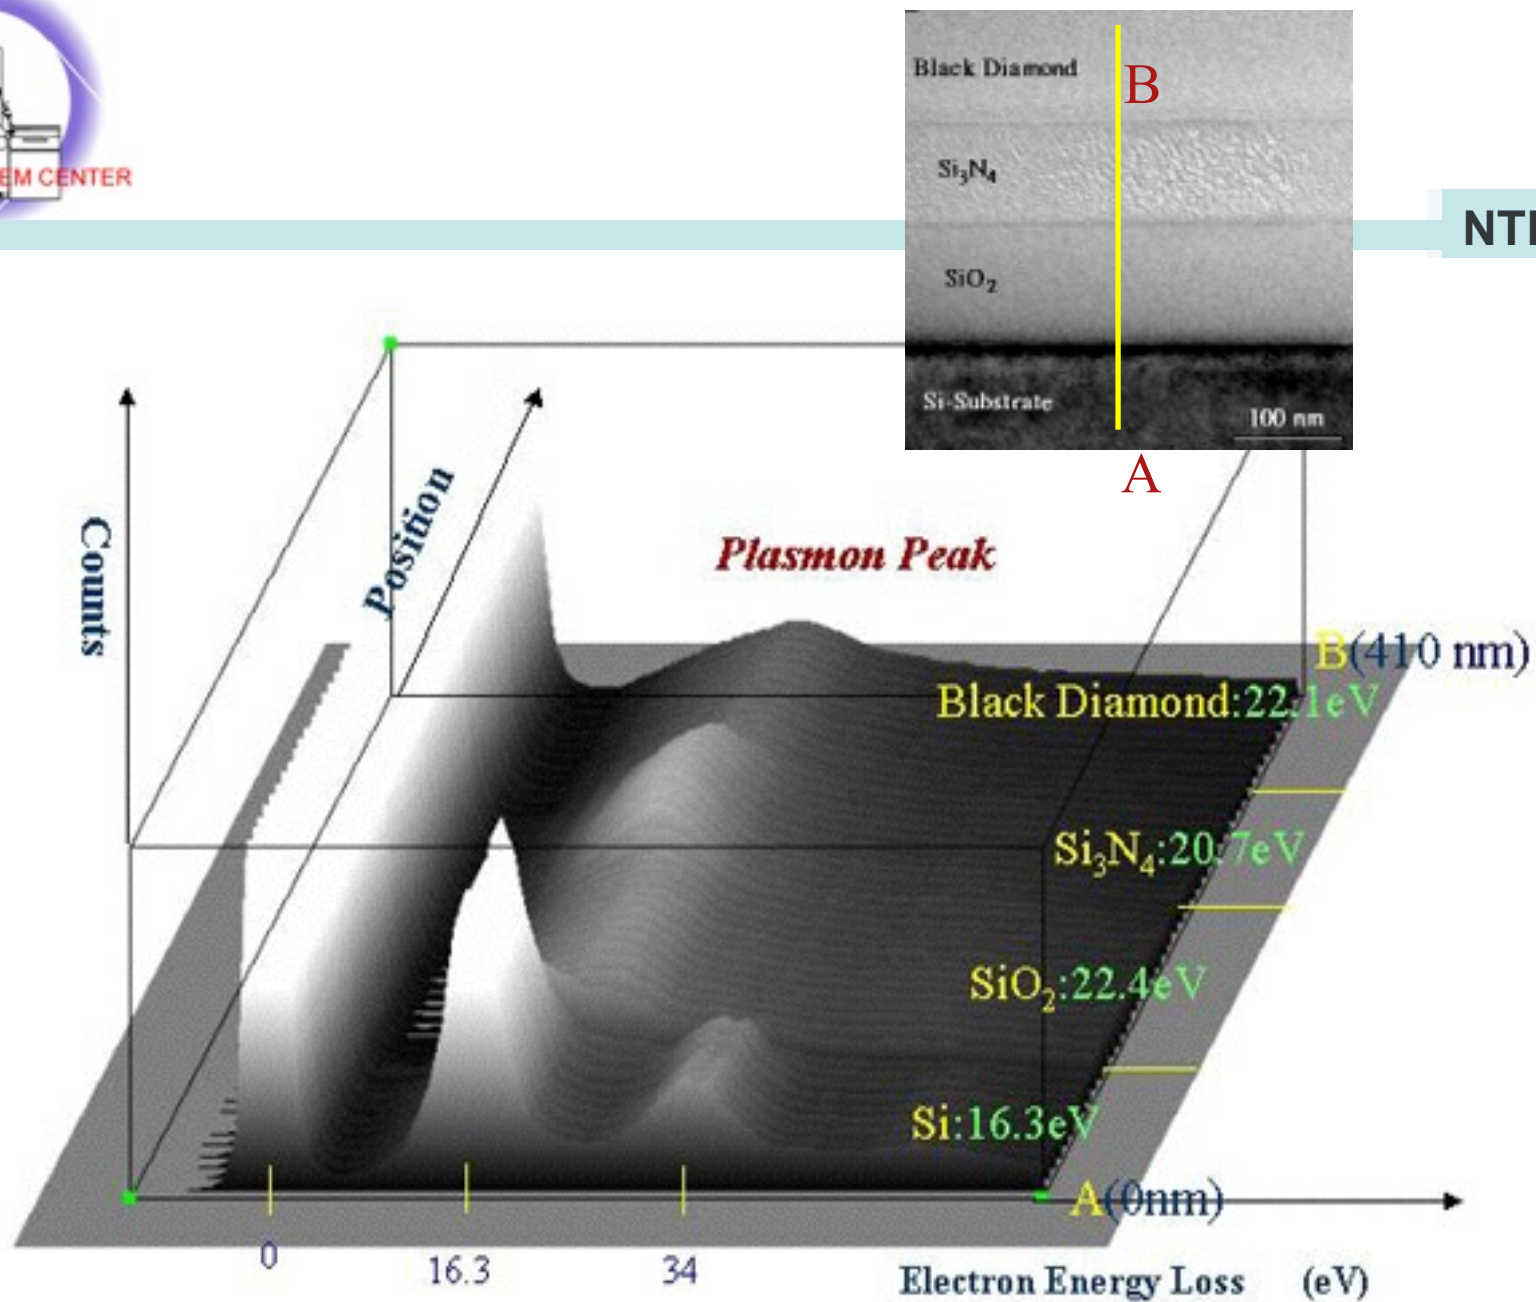 EM CENTER
Black Diamond
B
Si₃N₄
SiO₂
Si-Substrate
100 nm
A
Counts
Position
Plasmon Peak
B(410 nm)
Black Diamond:22.1eV
Si₃N₄:20.7eV
SiO₂:22.4eV
Si:16.3eV
A(0nm)
0
16.3
34
Electron Energy Loss (eV)